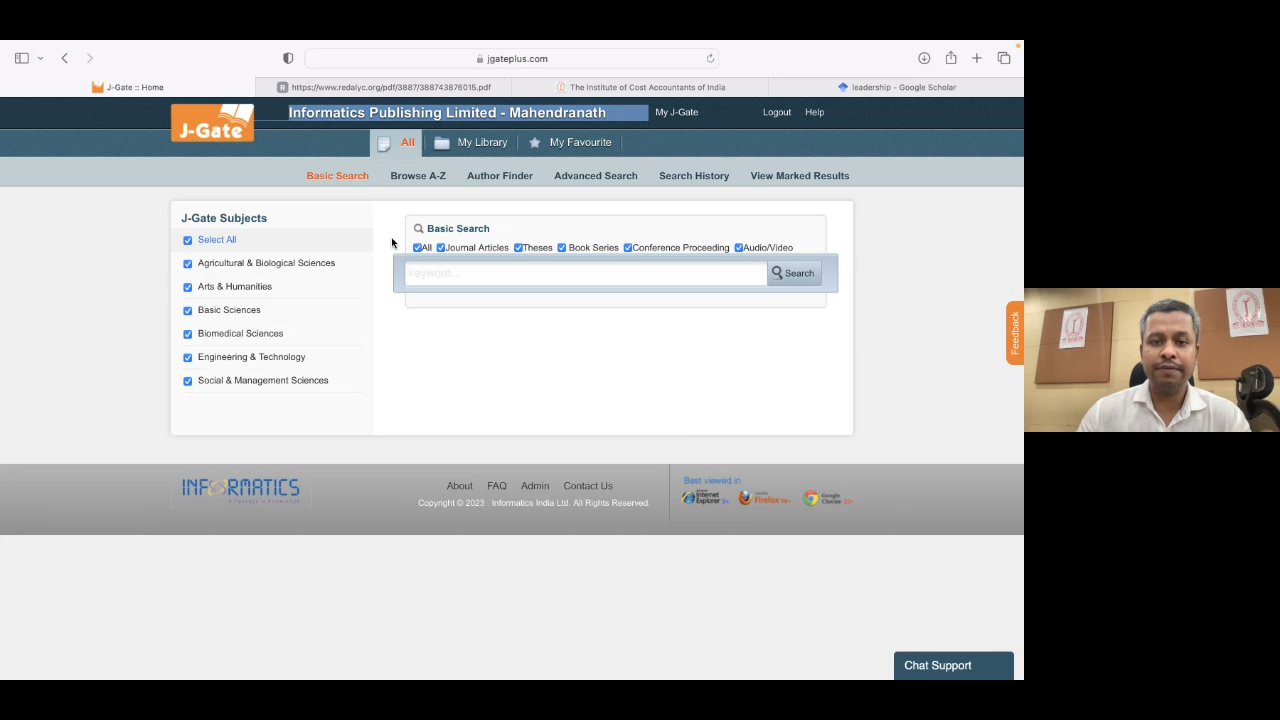 jgateplus.com
J-Gate :: Home
https://www.redalyc.org/pdf/3887/388743876015.pdf
The Institute of Cost Accountants of India
leadership - Google Scholar
J-Gate
Informatics Publishing Limited - Mahendranath
My J-Gate
Logout
Help
All
My Library
My Favourite
Basic Search
Browse A-Z
Author Finder
Advanced Search
Search History
View Marked Results
J-Gate Subjects
Select All
Agricultural & Biological Sciences
Arts & Humanities
Basic Sciences
Biomedical Sciences
Engineering & Technology
Social & Management Sciences
Basic Search
All Journal Articles Theses Book Series Conference Proceeding Audio/Video
keyword...
Search
Feedback
INFORMATICS
About FAQ Admin Contact Us
Copyright © 2023 . Informatics India Ltd. All Rights Reserved.
Best viewed in
Internet Explorer
Firefox
Google Chrome
Chat Support